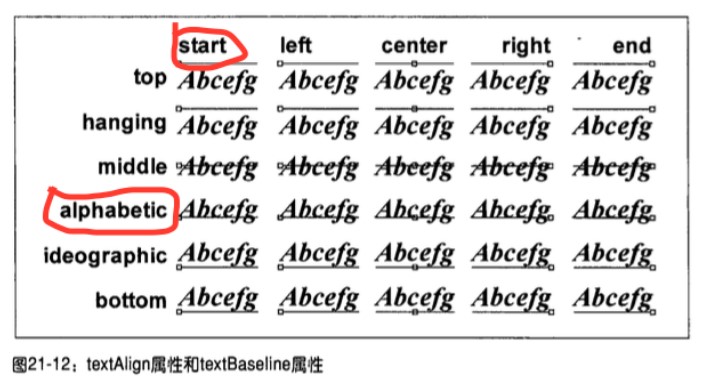 start left center right end
top Abcefg Abcefg Abcefg Abcefg Abcefg
hanging Abcefg Abcefg Abcefg Abcefg Abcefg
middle Abcefg Abcefg Abcefg Abcefg Abcefg
alphabetic Abcefg Abcefg Abcefg Abcefg Abcefg
ideographic Abcefg Abcefg Abcefg Abcefg Abcefg
bottom Abcefg Abcefg Abcefg Abcefg Abcefg
图21-12：textAlign属性和textBaseline属性